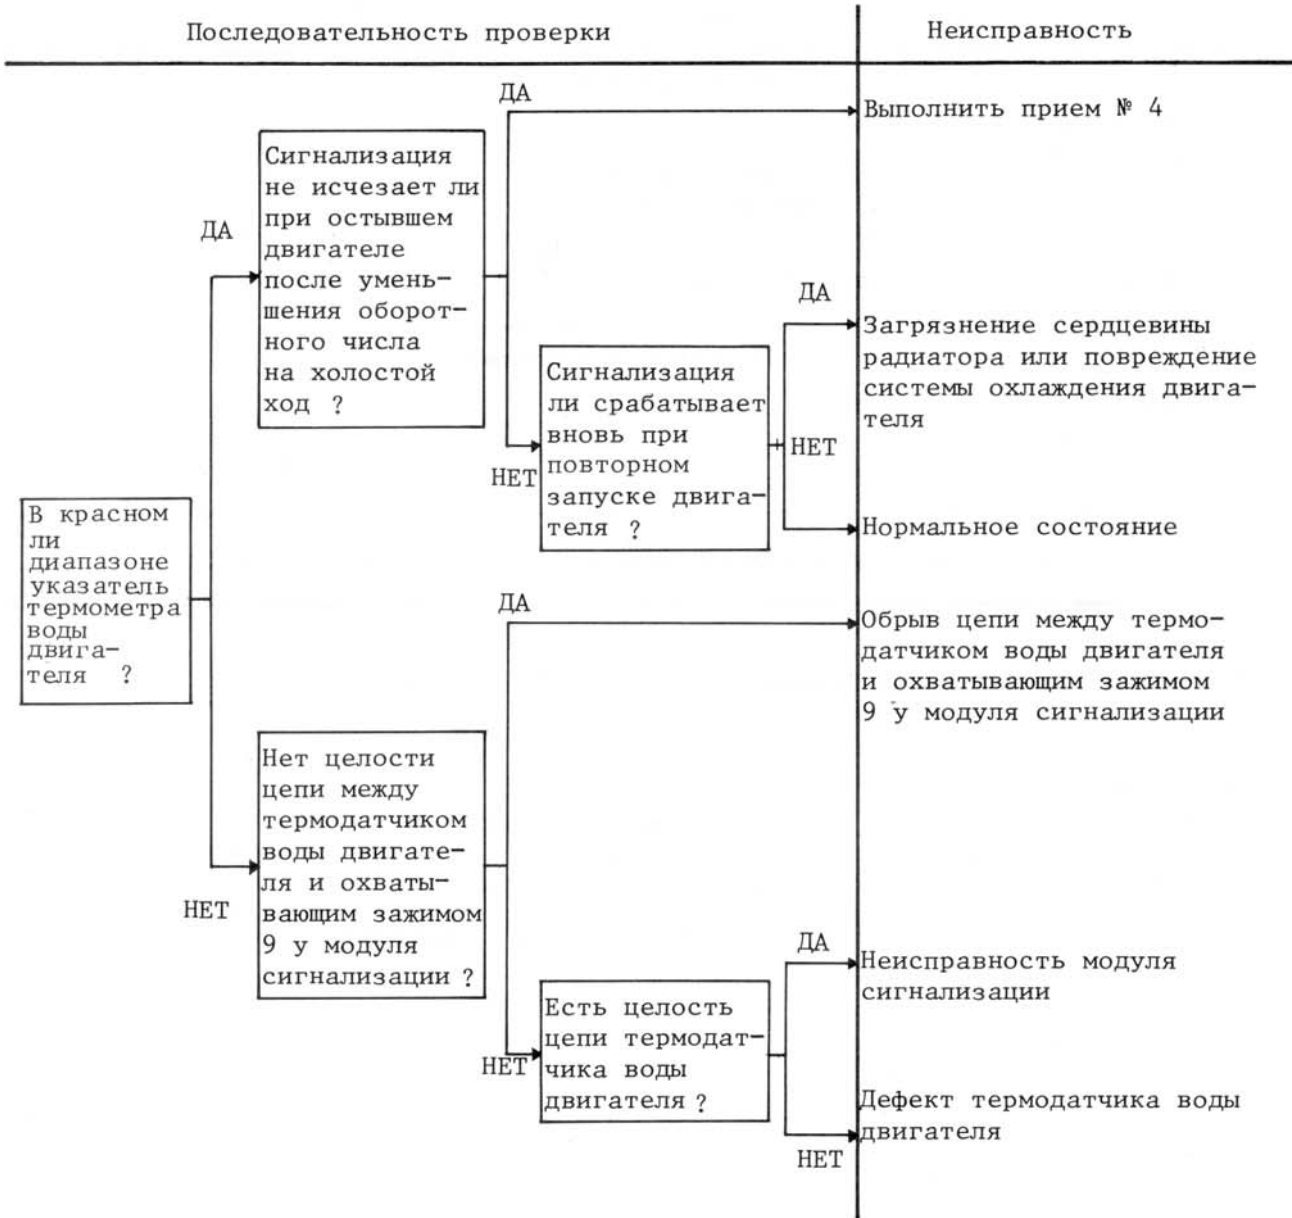 Последовательность проверки
Неисправность
ДА
Выполнить прием № 4
Сигнализация
не исчезает ли
при остывшем
двигателе
после умень-
шения оборот-
ного числа
на холостой
ход ?
ДА
ДА
Загрязнение сердцевины
радиатора или повреждение
системы охлаждения двига-
теля
Сигнализация
ли срабатывает
вновь при
повторном
запуске двига-
теля ?
НЕТ
НЕТ
Нормальное состояние
В красном
ли
диапазоне
указатель
термометра
воды
двига-
теля ?
ДА
Обрыв цепи между термо-
датчиком воды двигателя
и охватывающим зажимом
9 у модуля сигнализации
Нет целости
цепи между
термодатчиком
воды двигате-
ля и охваты-
вающим зажимом
9 у модуля
сигнализации ?
НЕТ
ДА
Неисправность модуля
сигнализации
Есть целость
цепи термодат-
чика воды
двигателя ?
НЕТ
Дефект термодатчика воды
двигателя
НЕТ